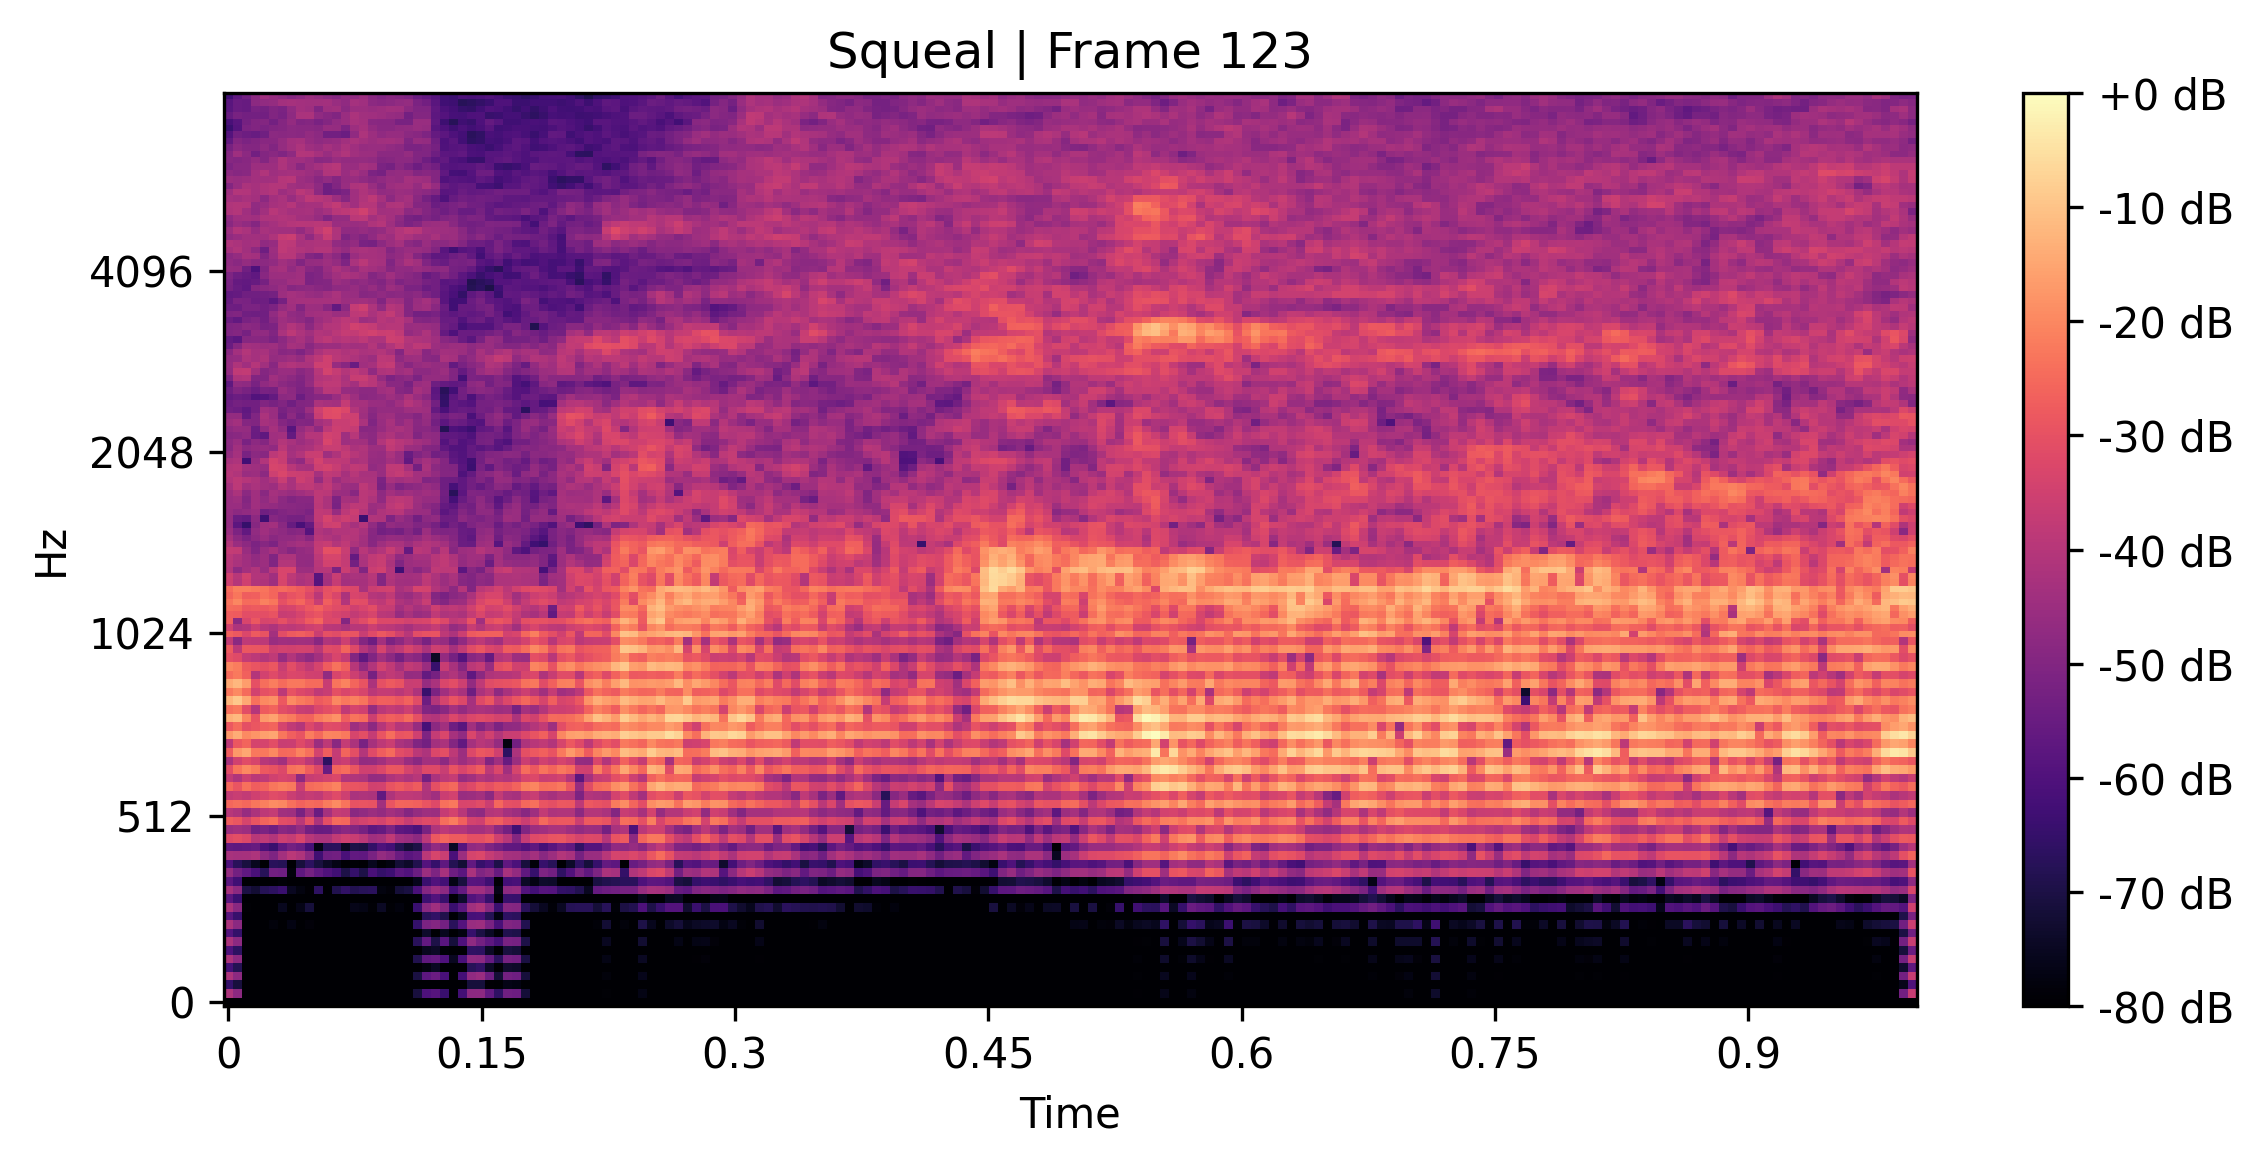 Squeal | Frame 123
+0 dB
-10 dB
-20 dB
-30 dB
-40 dB
-50 dB
-60 dB
-70 dB
-80 dB
Hz
4096
2048
1024
512
0
0 0.15 0.3 0.45 0.6 0.75 0.9
Time